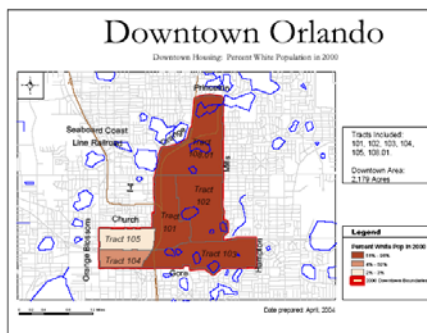 Downtown Orlando
Downtown Housing: Percent White Population in 2000
Princeton
Seaboard Coast
Line Railroad
Tract
108.01
Mills
I-4
Tract
102
Church
Tract
101
Orange Blossom
Tract 105
Tract 104
Tract 103
Gore
Hampton
Tracts Included:
101, 102, 103, 104,
105, 108.01
Downtown Area:
2,179 Acres
Legend
Percent White Pop in 2000
2% - 3%
2000 Downtown Boundaries
Date prepared: April, 2004